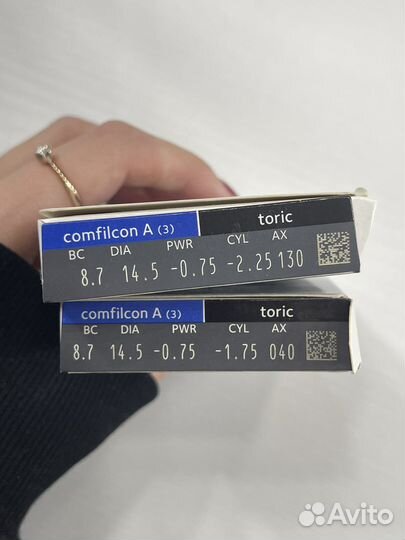 comfilcon A (3) toric
BC DIA PWR CYL AX
8.7 14.5 -0.75 -2.25 130
comfilcon A (3) toric
BC DIA PWR CYL AX
8.7 14.5 -0.75 -1.75 040
Avito